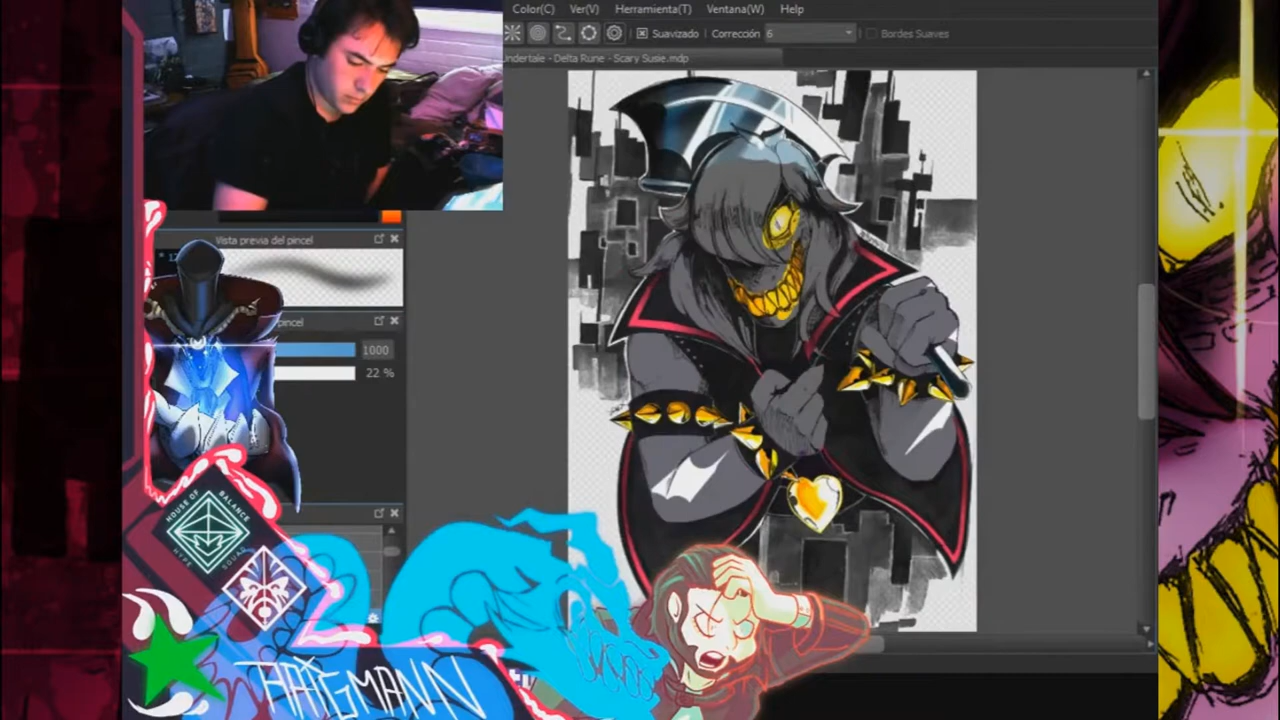 Color(C) Ver(V) Herramienta(T) Ventana(W) Help
Suavizado Corrección 6 Bordes Suaves
Undertale - Delta Rune - Scary Susie.mdp
Vista previa del pincel
pincel
1000
22 %
HOUSE OF BALANCE
HYPE SQUAD